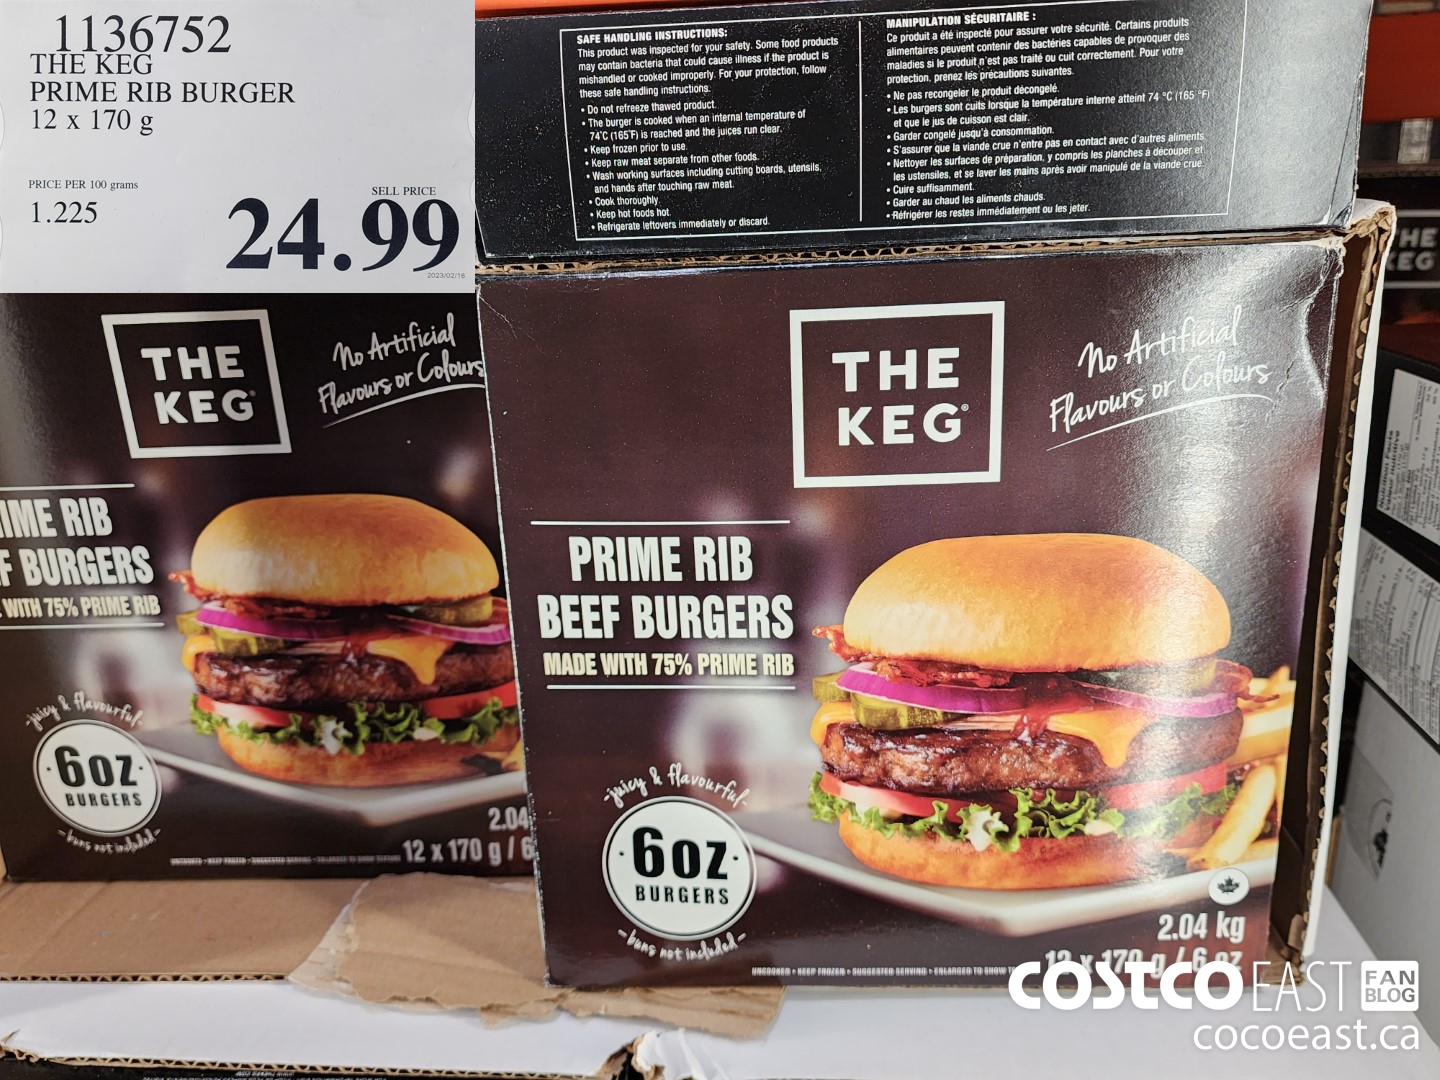 1136752
THE KEG
PRIME RIB BURGER
12 x 170 g
PRICE PER 100 grams
1.225
SELL PRICE
24.99
2023/02/16
SAFE HANDLING INSTRUCTIONS:
This product was inspected for your safety. Some food products
may contain bacteria that could cause illness if the product is
mishandled or cooked improperly. For your protection, follow
these safe handling instructions.
• Do not refreeze thawed product.
• The burger is cooked when an internal temperature of
74°C (165°F) is reached and the juices run clear.
• Keep frozen prior to use.
• Keep raw meat separate from other foods.
• Wash working surfaces including cutting boards, utensils,
and hands after touching raw meat.
• Cook thoroughly.
• Keep hot foods hot.
• Refrigerate leftovers immediately or discard.
MANIPULATION SÉCURITAIRE :
Ce produit a été inspecté pour assurer votre sécurité. Certains produits
alimentaires peuvent contenir des bactéries capables de provoquer des
maladies si le produit n'est pas traité ou cuit correctement. Pour votre
protection, prenez les précautions suivantes.
• Ne pas recongeler le produit décongelé.
• Les burgers sont cuits lorsque la température interne atteint 74 °C (165 °F)
et que le jus de cuisson est clair.
• Garder congelé jusqu'à consommation.
• S'assurer que la viande crue n'entre pas en contact avec d'autres aliments.
• Nettoyer les surfaces de préparation, y compris les planches à découper et
les ustensiles, et se laver les mains après avoir manipulé de la viande crue.
• Cuire suffisamment.
• Garder au chaud les aliments chauds.
• Réfrigérer les restes immédiatement ou les jeter.
THE
KEG®
No Artificial
Flavours or Colours
IME RIB
F BURGERS
WITH 75% PRIME RIB
juicy & flavourful
6oz
BURGERS
buns not included
2.04
12 x 170 g / 6
THE
KEG®
No Artificial
Flavours or Colours
PRIME RIB
BEEF BURGERS
MADE WITH 75% PRIME RIB
juicy & flavourful
6oz
BURGERS
buns not included
2.04 kg
12 x 170 g / 6 oz
UNCOOKED • KEEP FROZEN • SUGGESTED SERVING • ENLARGED TO SHOW
HE
KEG
Nutrition Facts
COSTCO EAST FAN
BLOG
cocoeast.ca